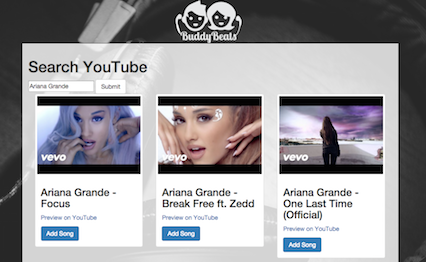 BuddyBeats
Search YouTube
Ariana Grande
Submit
vevo
vevo
vevo
Ariana Grande -
Focus
Preview on YouTube
Add Song
Ariana Grande -
Break Free ft. Zedd
Preview on YouTube
Add Song
Ariana Grande -
One Last Time
(Official)
Preview on YouTube
Add Song